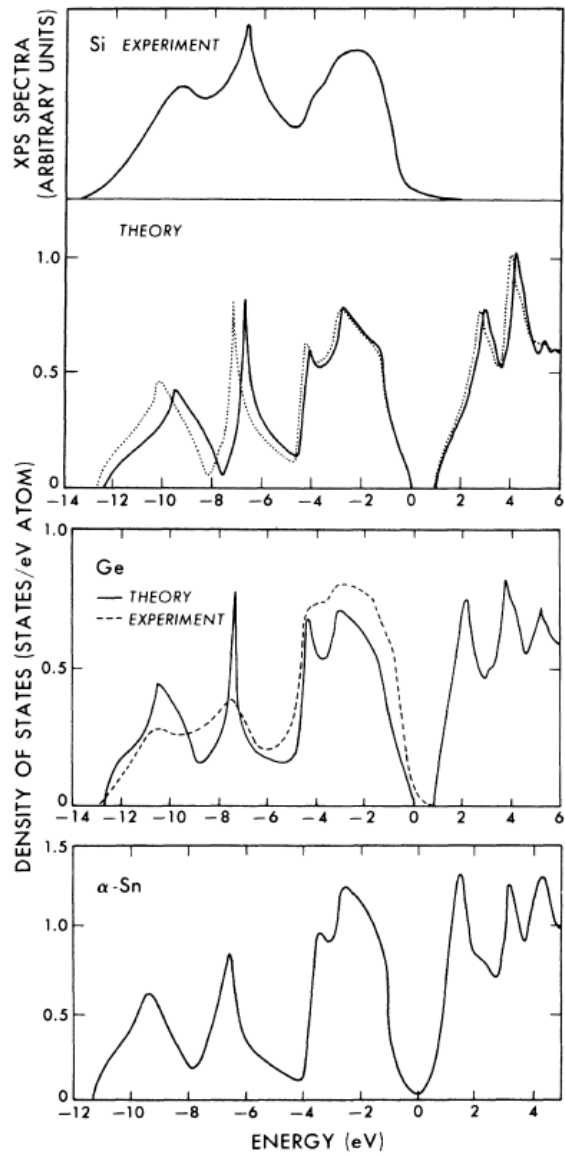 XPS SPECTRA
(ARBITRARY UNITS)
Si EXPERIMENT
THEORY
1.0
0.5
0
−14 −12 −10 −8 −6 −4 −2 0 2 4 6
DENSITY OF STATES (STATES/eV ATOM)
1.0
Ge
THEORY
EXPERIMENT
0.5
0
−14 −12 −10 −8 −6 −4 −2 0 2 4 6
1.5
α-Sn
1.0
0.5
0
−12 −10 −8 −6 −4 −2 0 2 4
ENERGY (eV)